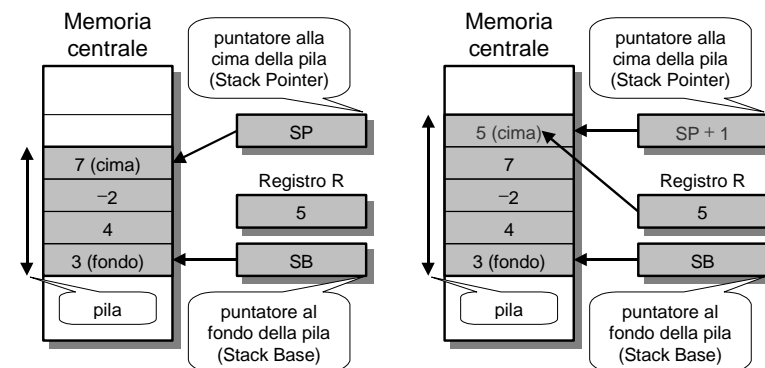 Memoria
centrale
puntatore alla
cima della pila
(Stack Pointer)
SP
7 (cima)
−2
4
3 (fondo)
Registro R
5
SB
pila
puntatore al
fondo della pila
(Stack Base)
Memoria
centrale
puntatore alla
cima della pila
(Stack Pointer)
5 (cima)
SP + 1
7
−2
4
3 (fondo)
Registro R
5
SB
pila
puntatore al
fondo della pila
(Stack Base)